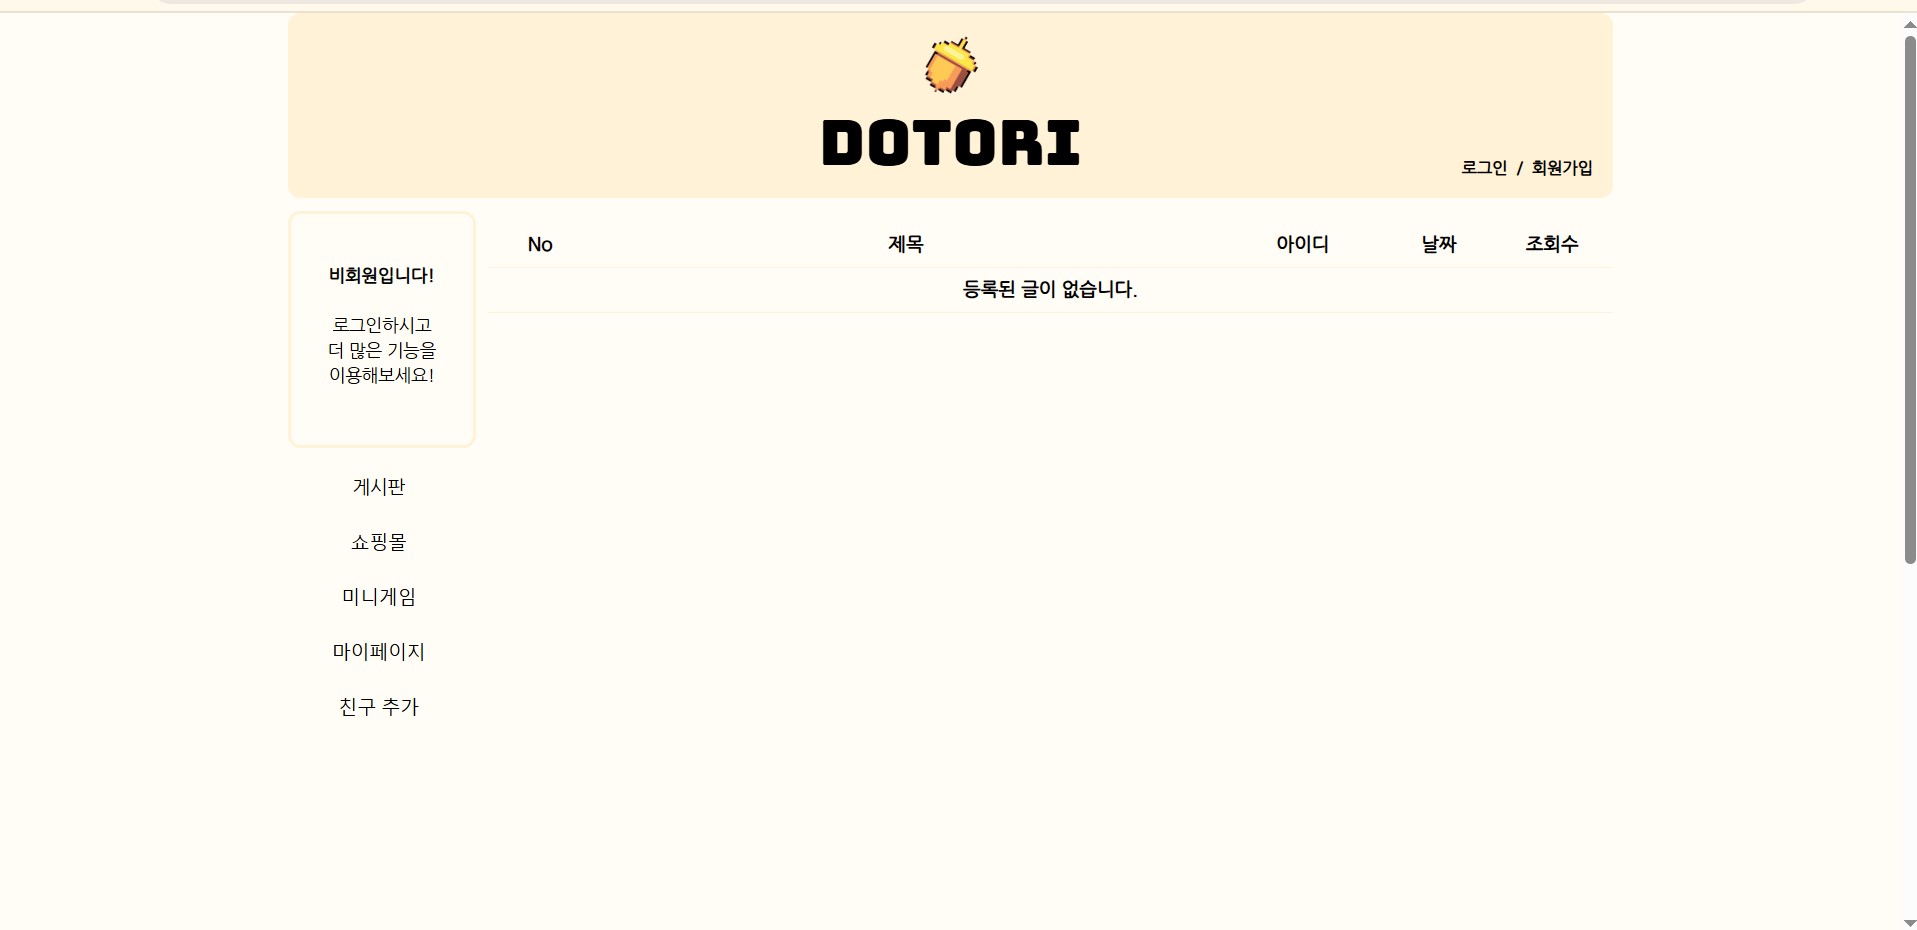 DOTORI
로그인 / 회원가입
비회원입니다!
로그인하시고
더 많은 기능을
이용해보세요!
게시판
쇼핑몰
미니게임
마이페이지
친구 추가
No 제목 아이디 날짜 조회수
등록된 글이 없습니다.